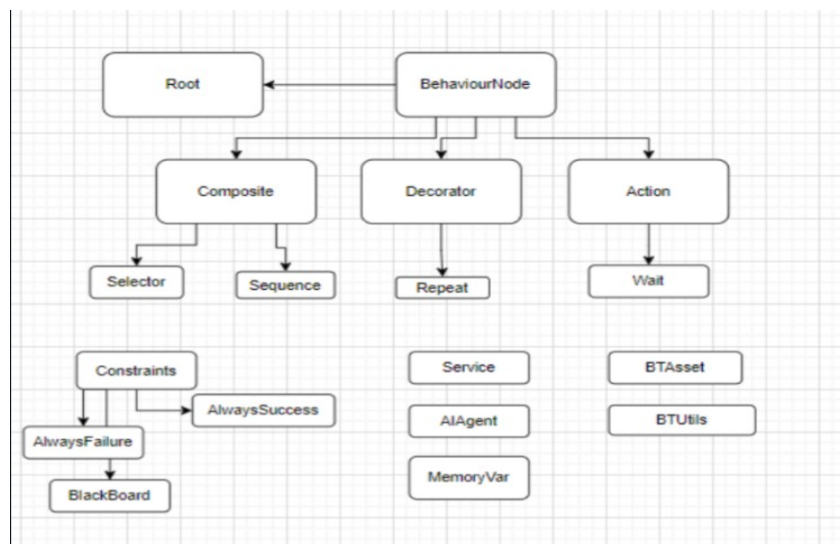 Root
BehaviourNode
Composite
Decorator
Action
Selector
Sequence
Repeat
Wait
Constraints
AlwaysSuccess
AlwaysFailure
BlackBoard
Service
BTAsset
AIAgent
BTUtils
MemoryVar